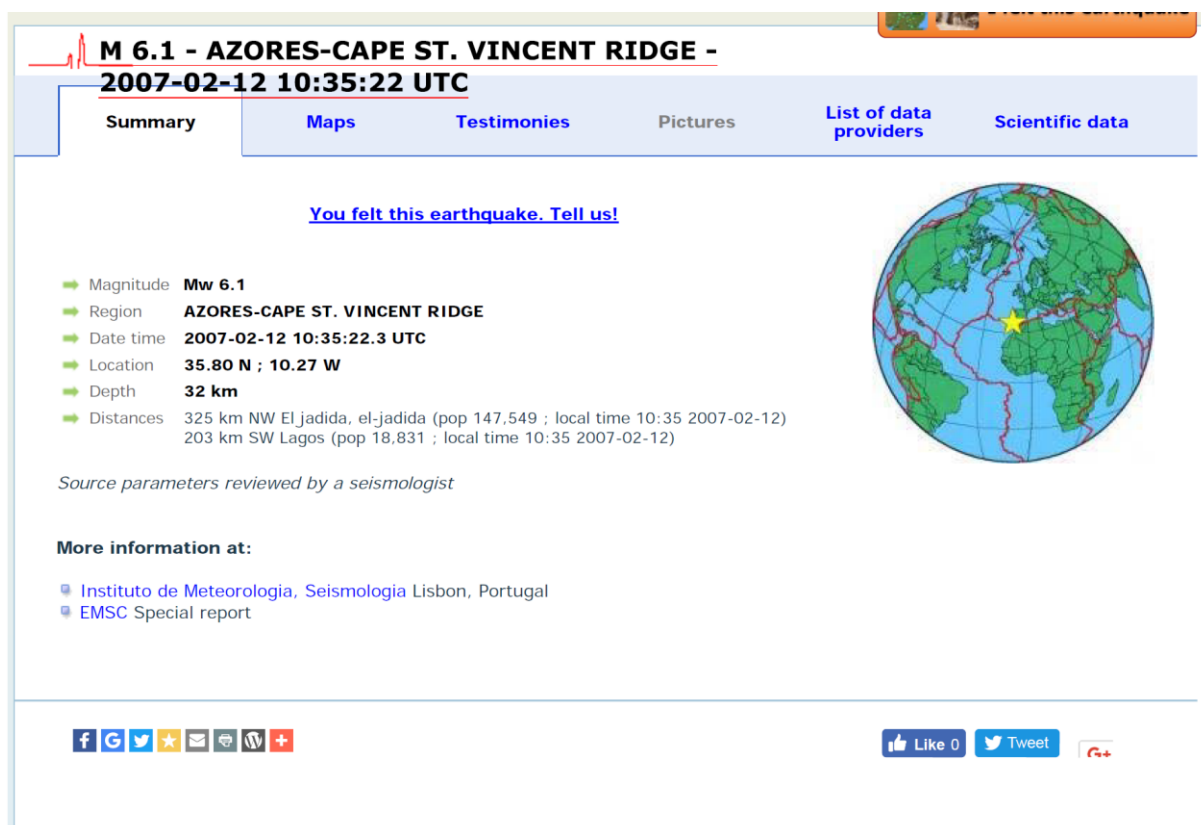 I felt this earthquake
M 6.1 - AZORES-CAPE ST. VINCENT RIDGE -
2007-02-12 10:35:22 UTC
Summary
Maps
Testimonies
Pictures
List of data
providers
Scientific data
You felt this earthquake. Tell us!
Magnitude Mw 6.1
Region AZORES-CAPE ST. VINCENT RIDGE
Date time 2007-02-12 10:35:22.3 UTC
Location 35.80 N ; 10.27 W
Depth 32 km
Distances 325 km NW El jadida, el-jadida (pop 147,549 ; local time 10:35 2007-02-12)
203 km SW Lagos (pop 18,831 ; local time 10:35 2007-02-12)
Source parameters reviewed by a seismologist
More information at:
Instituto de Meteorologia, Seismologia Lisbon, Portugal
EMSC Special report
f G W
Like 0
Tweet
G+